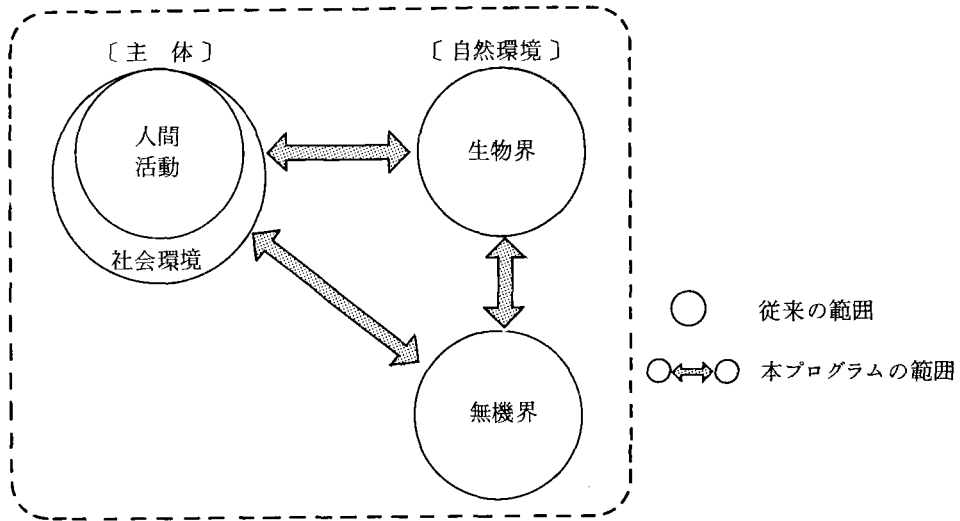 〔主 体〕
〔自然環境〕
人間
活動
生物界
社会環境
従来の範囲
本プログラムの範囲
無機界